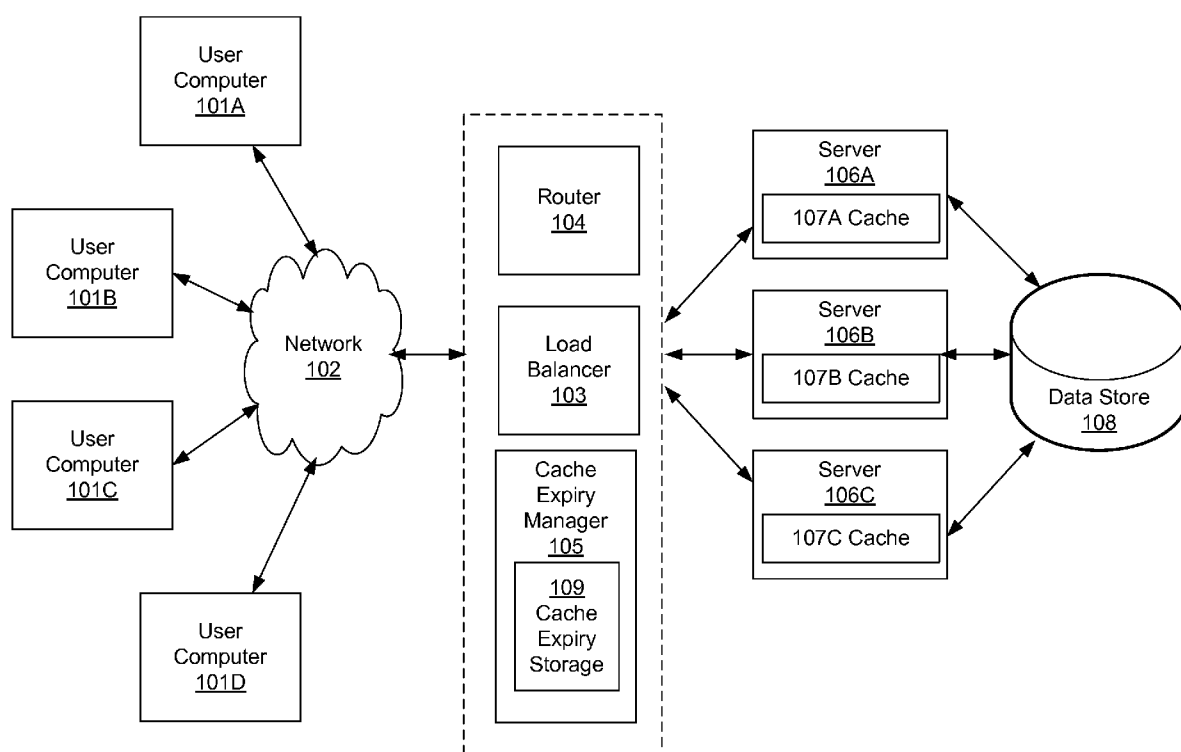 User
Computer
101A
User
Computer
101B
User
Computer
101C
User
Computer
101D
Network
102
Router
104
Load
Balancer
103
Cache
Expiry
Manager
105
109
Cache
Expiry
Storage
Server
106A
107A Cache
Server
106B
107B Cache
Server
106C
107C Cache
Data Store
108